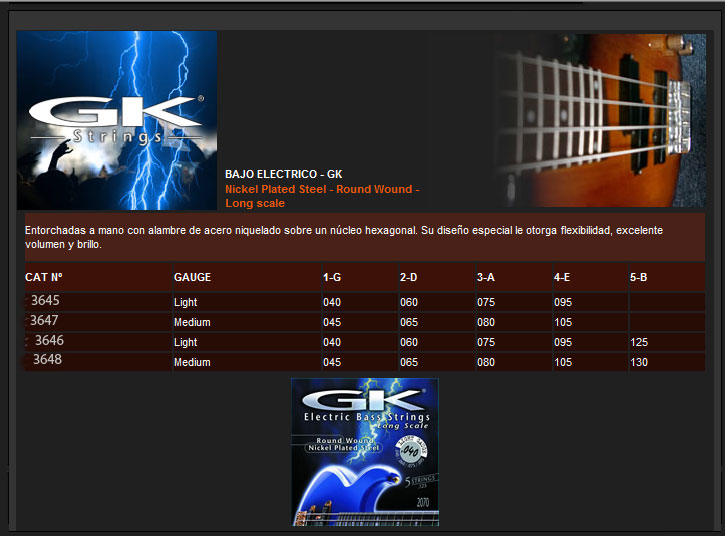 GK®
Strings
BAJO ELECTRICO - GK
Nickel Plated Steel - Round Wound -
Long scale
Entorchadas a mano con alambre de acero niquelado sobre un núcleo hexagonal. Su diseño especial le otorga flexibilidad, excelente
volumen y brillo.
CAT Nº GAUGE 1-G 2-D 3-A 4-E 5-B
3645 Light 040 060 075 095
3647 Medium 045 065 080 105
3646 Light 040 060 075 095 125
3648 Medium 045 065 080 105 130
GK®
Electric Bass Strings
Long Scale
Round Wound
Nickel Plated Steel
.040
5 STRINGS
.125
2070